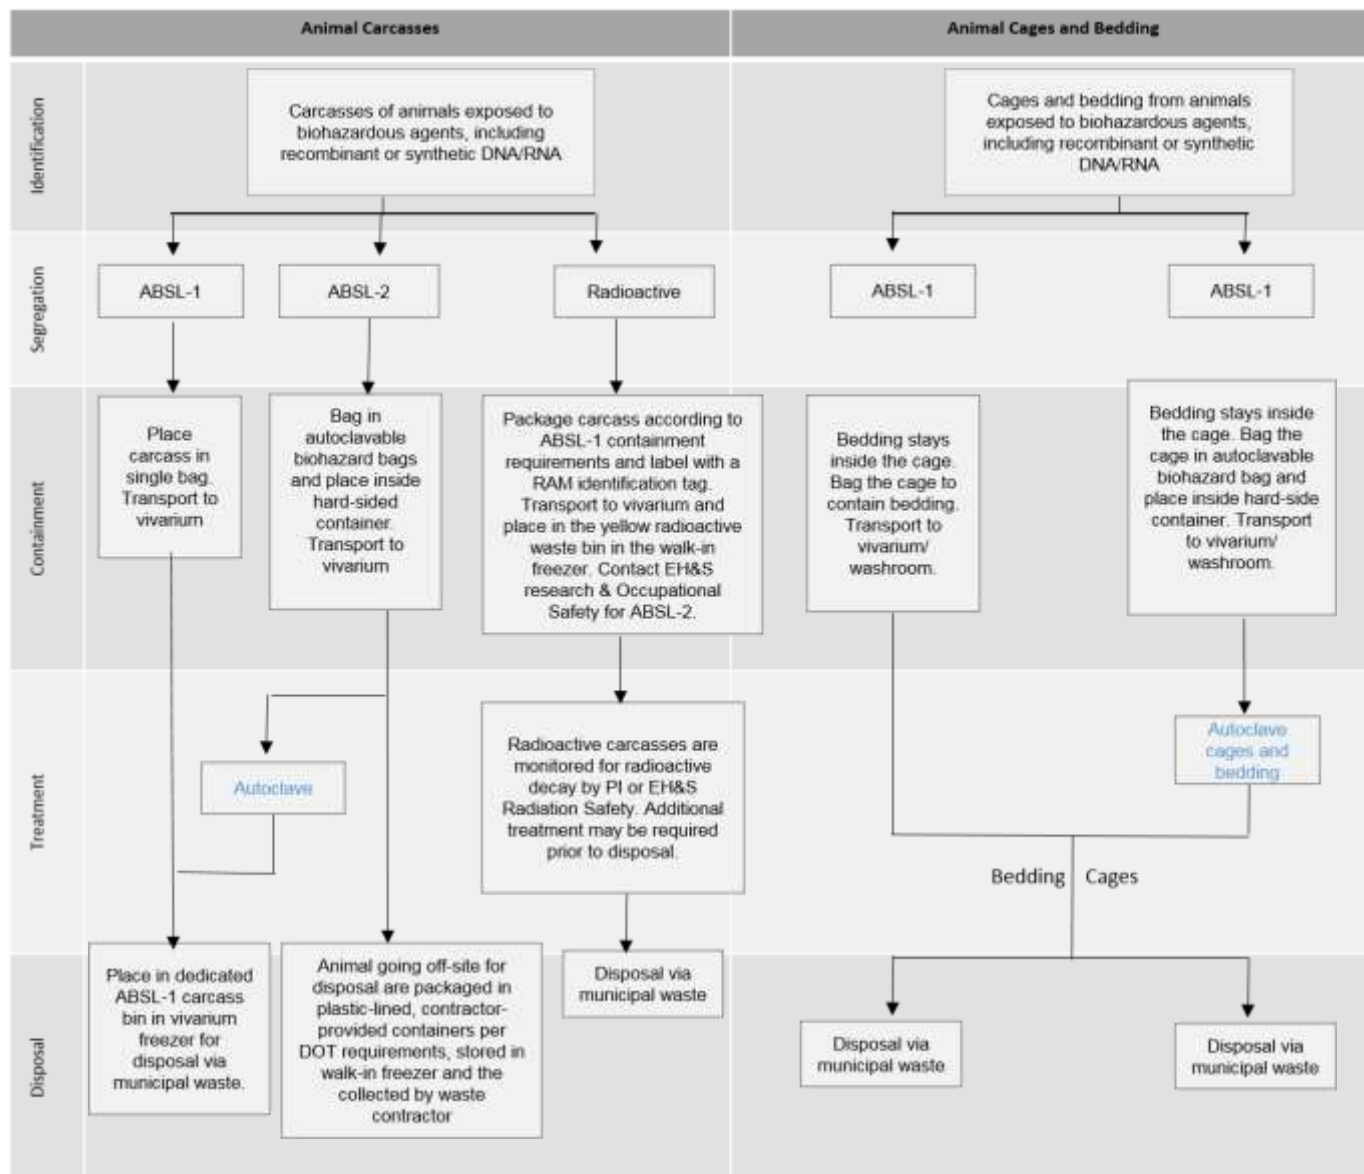 Animal Carcasses
Animal Cages and Bedding
Identification
Carcasses of animals exposed to
biohazardous agents, including
recombinant or synthetic DNA/RNA
Cages and bedding from animals
exposed to biohazardous agents,
including recombinant or synthetic
DNA/RNA
Segregation
ABSL-1
ABSL-2
Radioactive
ABSL-1
ABSL-1
Containment
Place
carcass in
single bag.
Transport to
vivarium
Bag in
autoclavable
biohazard bags
and place inside
hard-sided
container.
Transport to
vivarium
Package carcass according to
ABSL-1 containment
requirements and label with a
RAM identification tag.
Transport to vivarium and
place in the yellow radioactive
waste bin in the walk-in
freezer. Contact EH&S
research & Occupational
Safety for ABSL-2.
Bedding stays
inside the cage.
Bag the cage to
contain bedding.
Transport to
vivarium/
washroom.
Bedding stays inside
the cage. Bag the
cage in autoclavable
biohazard bag and
place inside hard-side
container. Transport
to vivarium/
washroom.
Treatment
Autoclave
Radioactive carcasses are
monitored for radioactive
decay by PI or EH&S
Radiation Safety. Additional
treatment may be required
prior to disposal.
Autoclave
cages and
bedding
Bedding
Cages
Disposal
Place in dedicated
ABSL-1 carcass
bin in vivarium
freezer for
disposal via
municipal waste.
Animal going off-site for
disposal are packaged in
plastic-lined, contractor-
provided containers per
DOT requirements, stored in
walk-in freezer and the
collected by waste
contractor
Disposal via
municipal waste
Disposal via
municipal waste
Disposal via
municipal waste